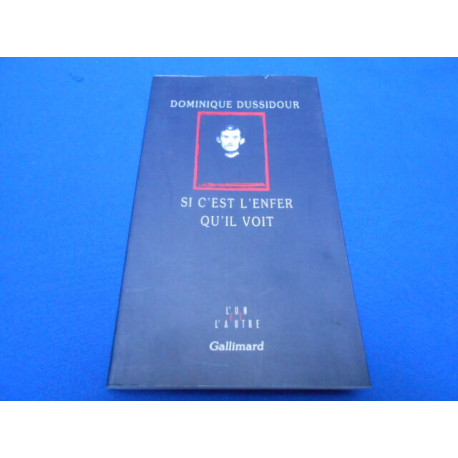 DOMINIQUE DUSSIDOUR
SI C'EST L'ENFER
QU'IL VOIT
L'UN
L'AUTRE
Gallimard